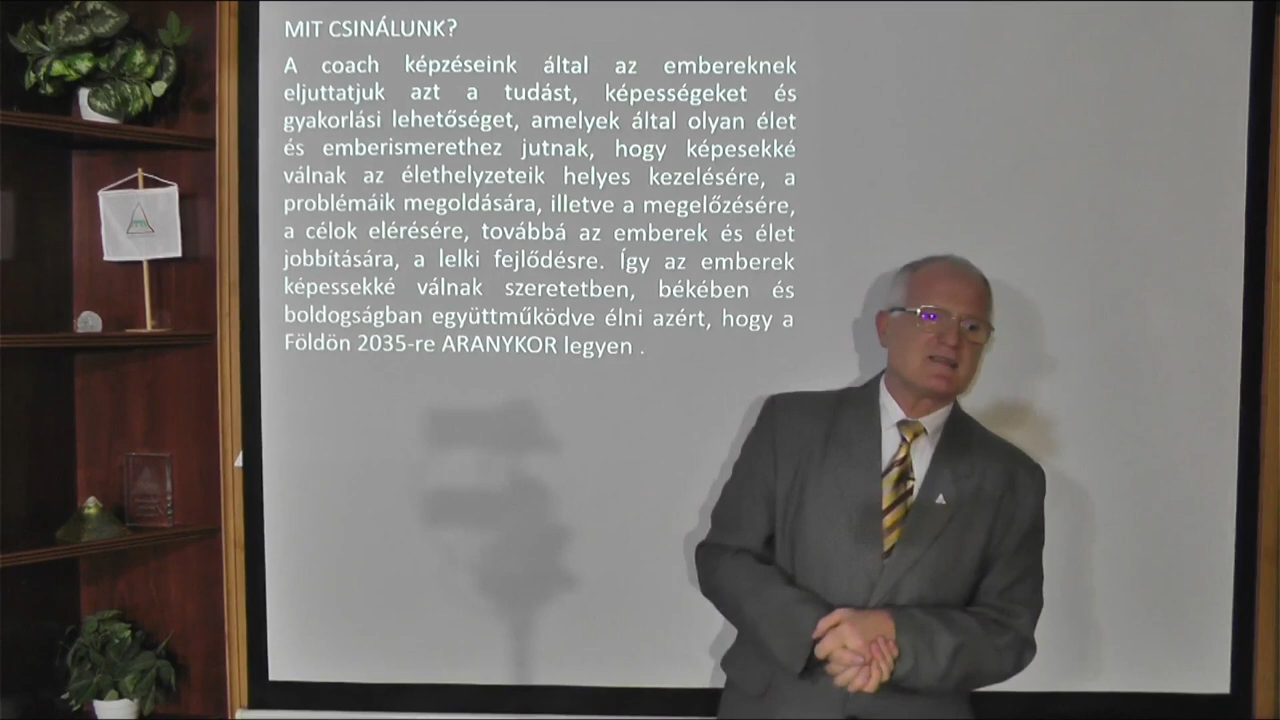 MIT CSINÁLUNK?
A coach képzéseink által az embereknek
eljuttatjuk azt a tudást, képességeket és
gyakorlási lehetőséget, amelyek által olyan élet
és emberismerethez jutnak, hogy képesekké
válnak az élethelyzeteik helyes kezelésére, a
problémáik megoldására, illetve a megelőzésére,
a célok elérésére, továbbá az emberek és élet
jobbítására, a lelki fejlődésre. Így az emberek
képessekké válnak szeretetben, békében és
boldogságban együttműködve élni azért, hogy a
Földön 2035-re ARANYKOR legyen .